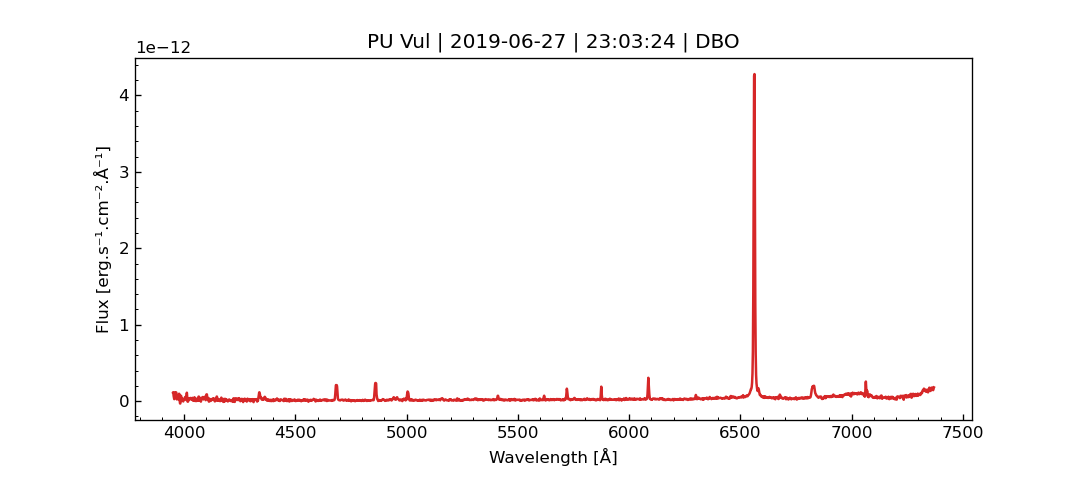 PU Vul | 2019-06-27 | 23:03:24 | DBO
1e−12
4
3
2
1
0
Flux [erg.s⁻¹.cm⁻².Å⁻¹]
4000 4500 5000 5500 6000 6500 7000 7500
Wavelength [Å]